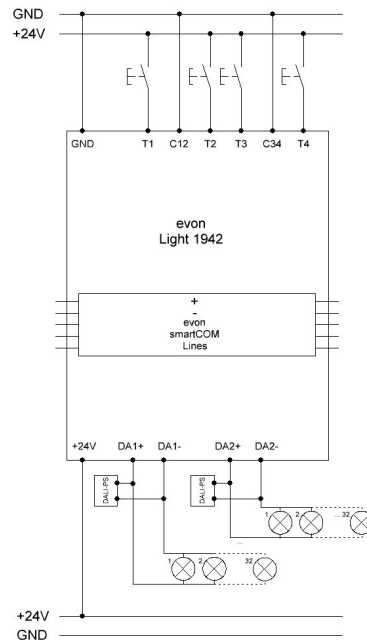 GND
+24V
GND T1 C12 T2 T3 C34 T4
evon
Light 1942
+
-
evon
smartCOM
Lines
+24V DA1+ DA1- DA2+ DA2-
DALI-PS DALI-PS
1 2 ... 32
...
1 2 32
+24V
GND